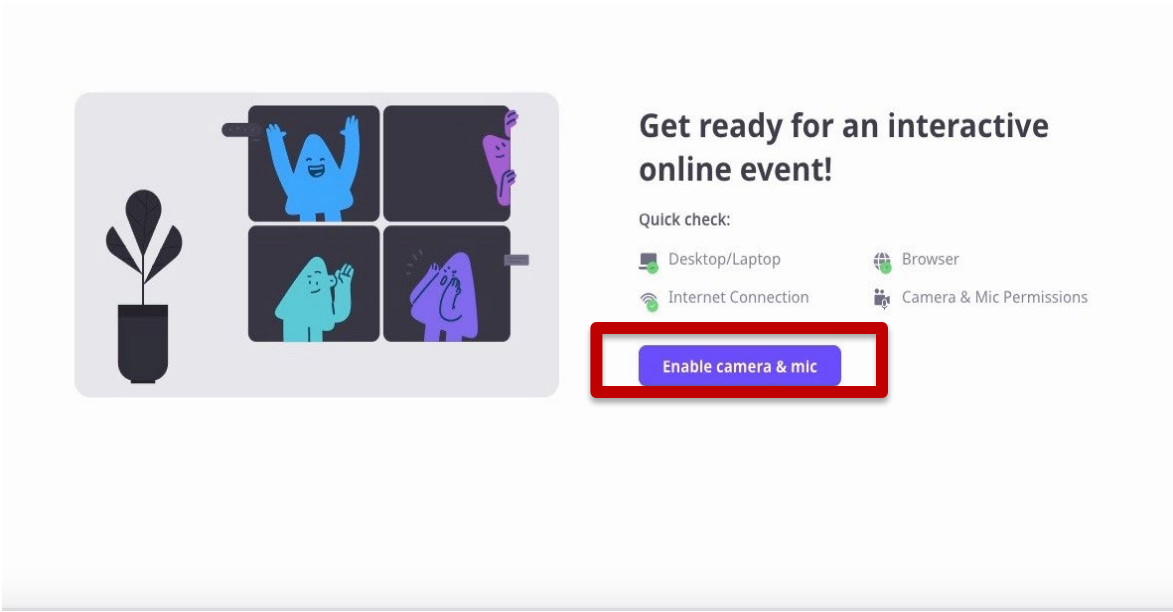 Get ready for an interactive
online event!
Quick check:
Desktop/Laptop
Browser
Internet Connection
Camera & Mic Permissions
Enable camera & mic